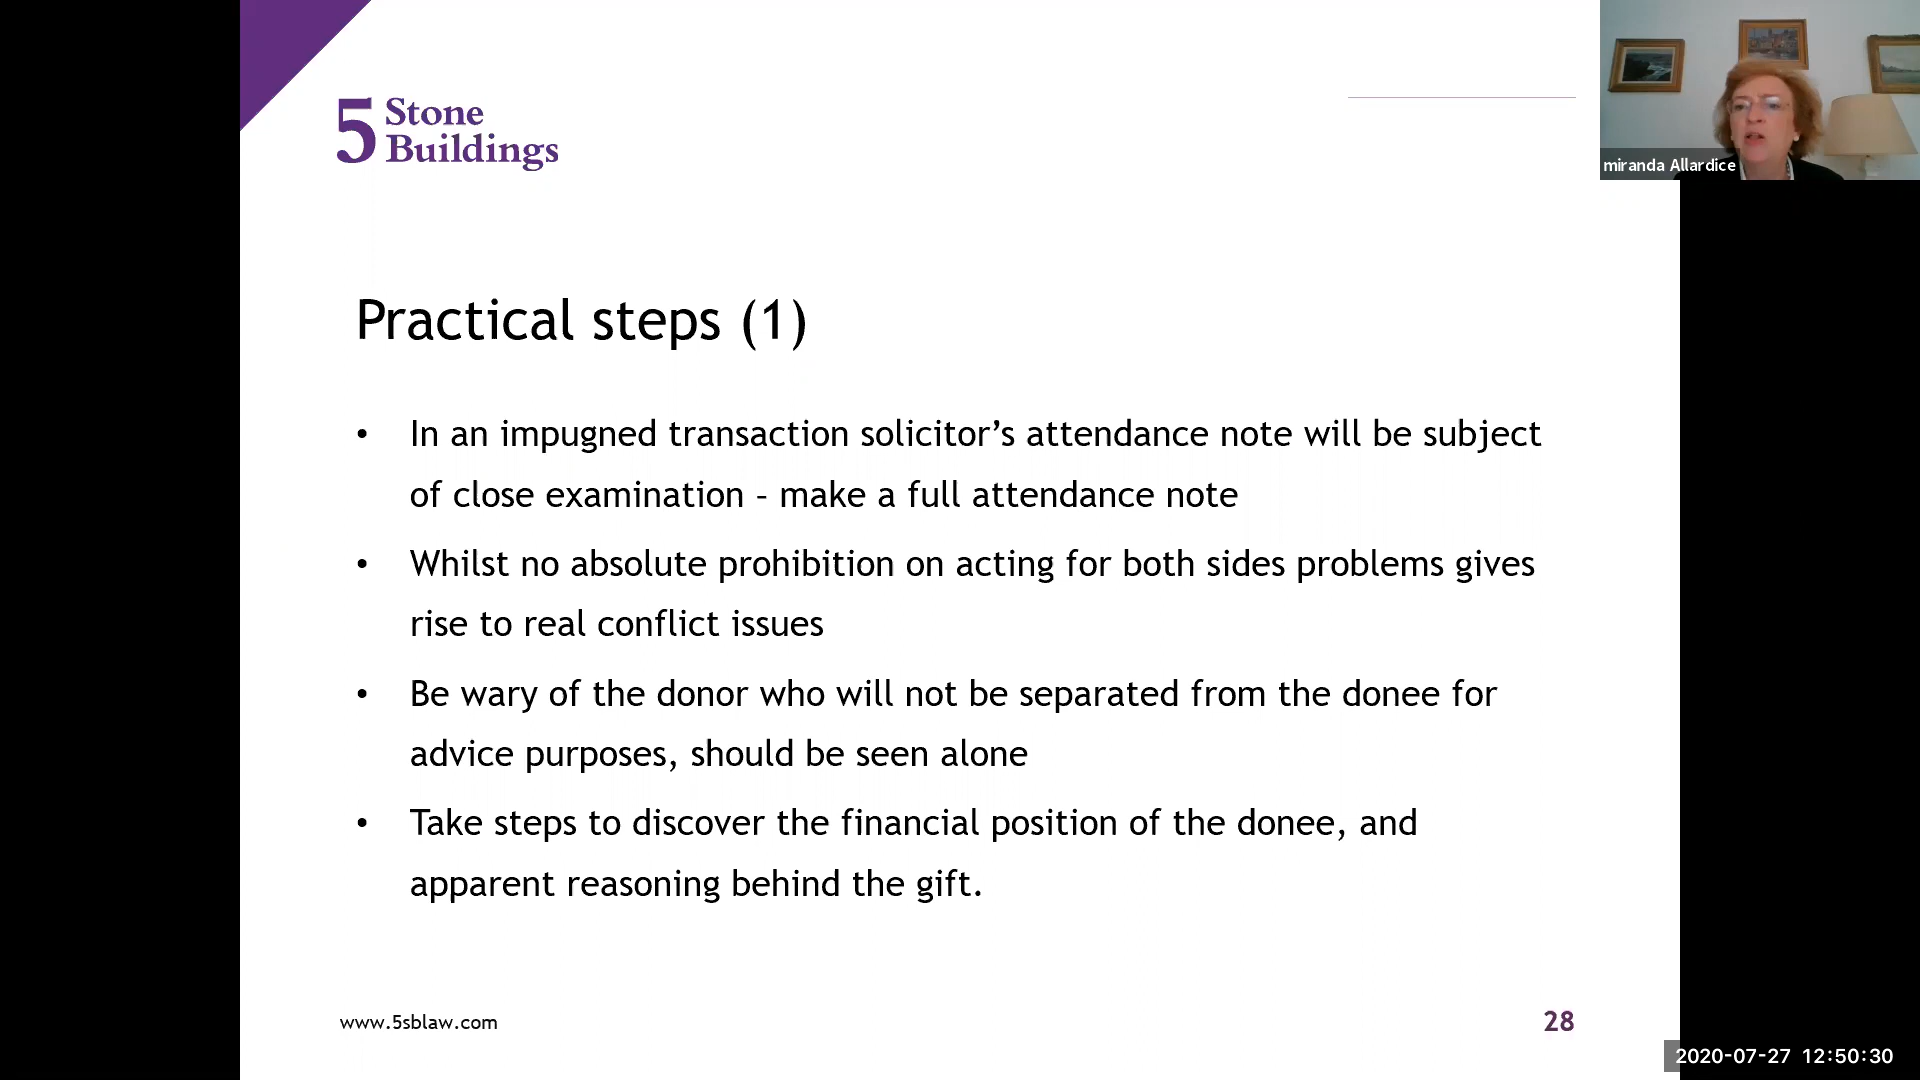 5 Stone
Buildings
miranda Allardice
Practical steps (1)
• In an impugned transaction solicitor’s attendance note will be subject
of close examination – make a full attendance note
• Whilst no absolute prohibition on acting for both sides problems gives
rise to real conflict issues
• Be wary of the donor who will not be separated from the donee for
advice purposes, should be seen alone
• Take steps to discover the financial position of the donee, and
apparent reasoning behind the gift.
www.5sblaw.com
28
2020-07-27 12:50:30